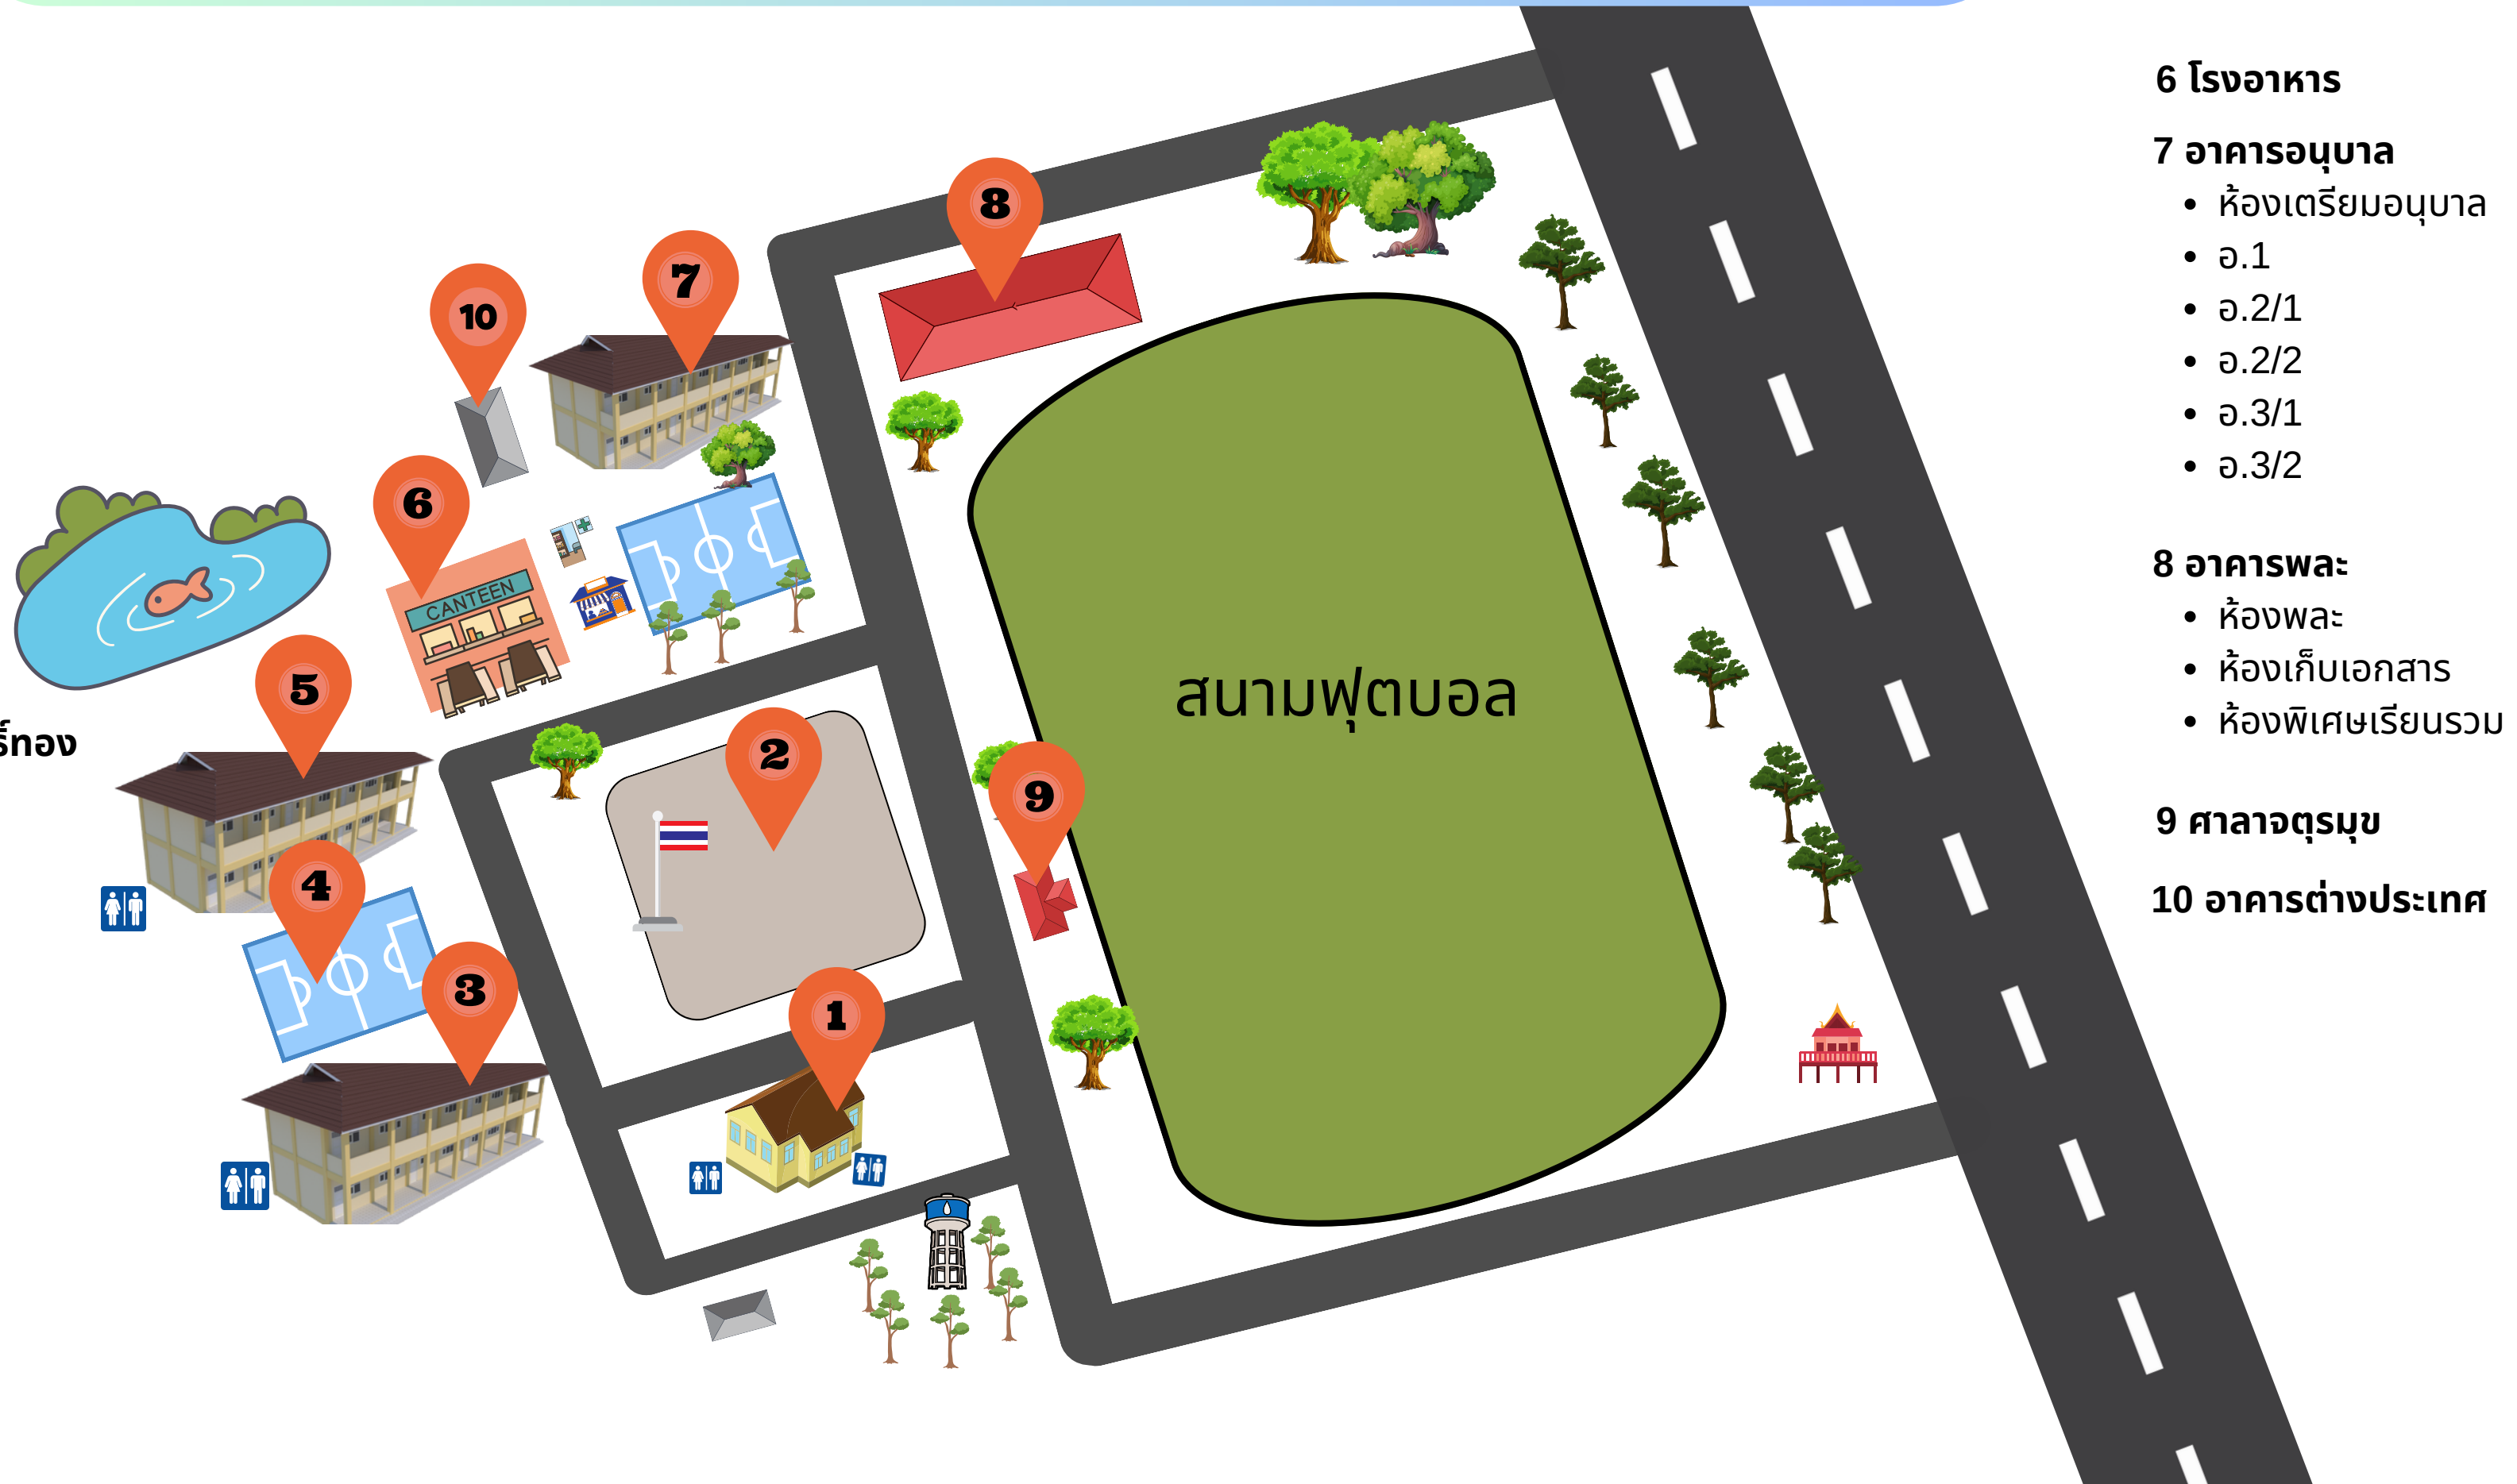 8
7
10
6
CANTEEN
5
ร์ทอง
2
สนามฟุตบอล
9
4
3
1
6 โรงอาหาร
7 อาคารอนุบาล
• ห้องเตรียมอนุบาล
• อ.1
• อ.2/1
• อ.2/2
• อ.3/1
• อ.3/2
8 อาคารพละ
• ห้องพละ
• ห้องเก็บเอกสาร
• ห้องพิเศษเรียนรวม
9 ศาลาจตุรมุข
10 อาคารต่างประเทศ